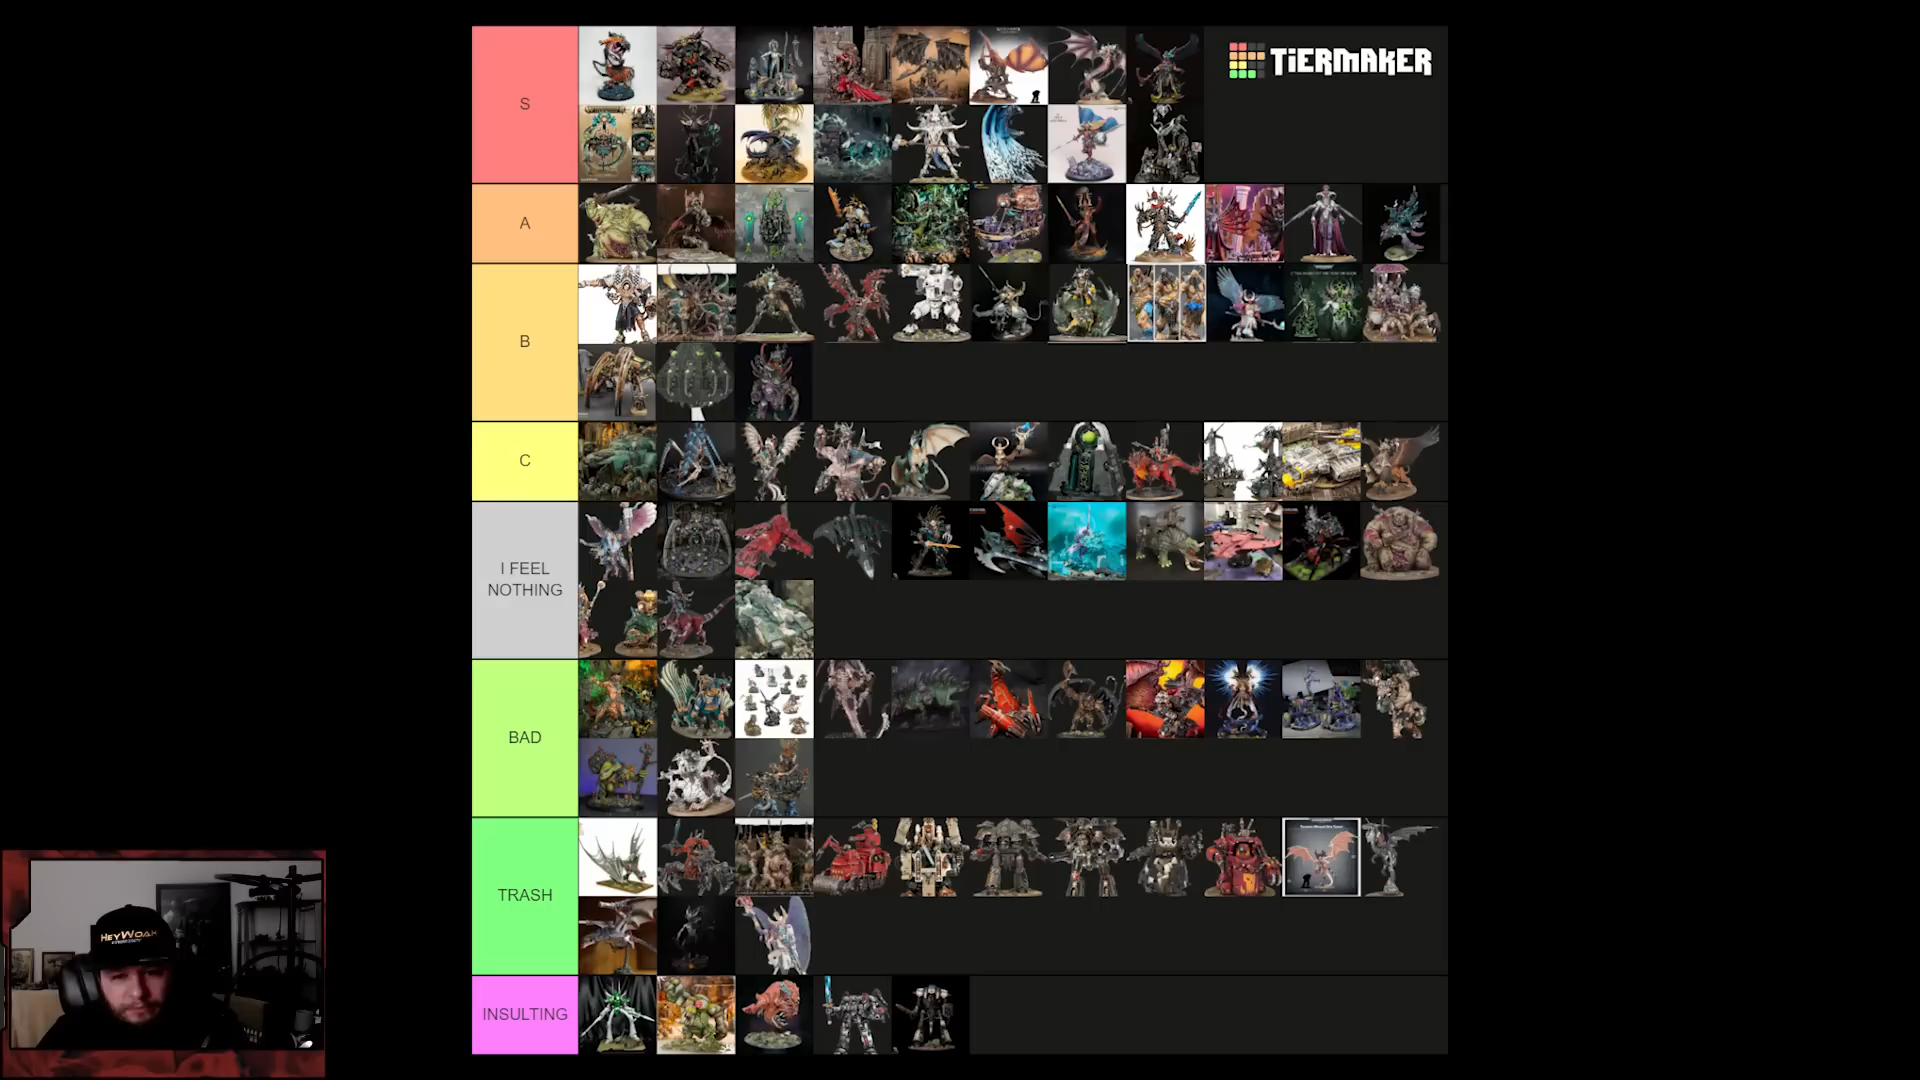 S
TIERMAKER
A
B
C
I FEEL
NOTHING
BAD
TRASH
INSULTING
HEYWOAH